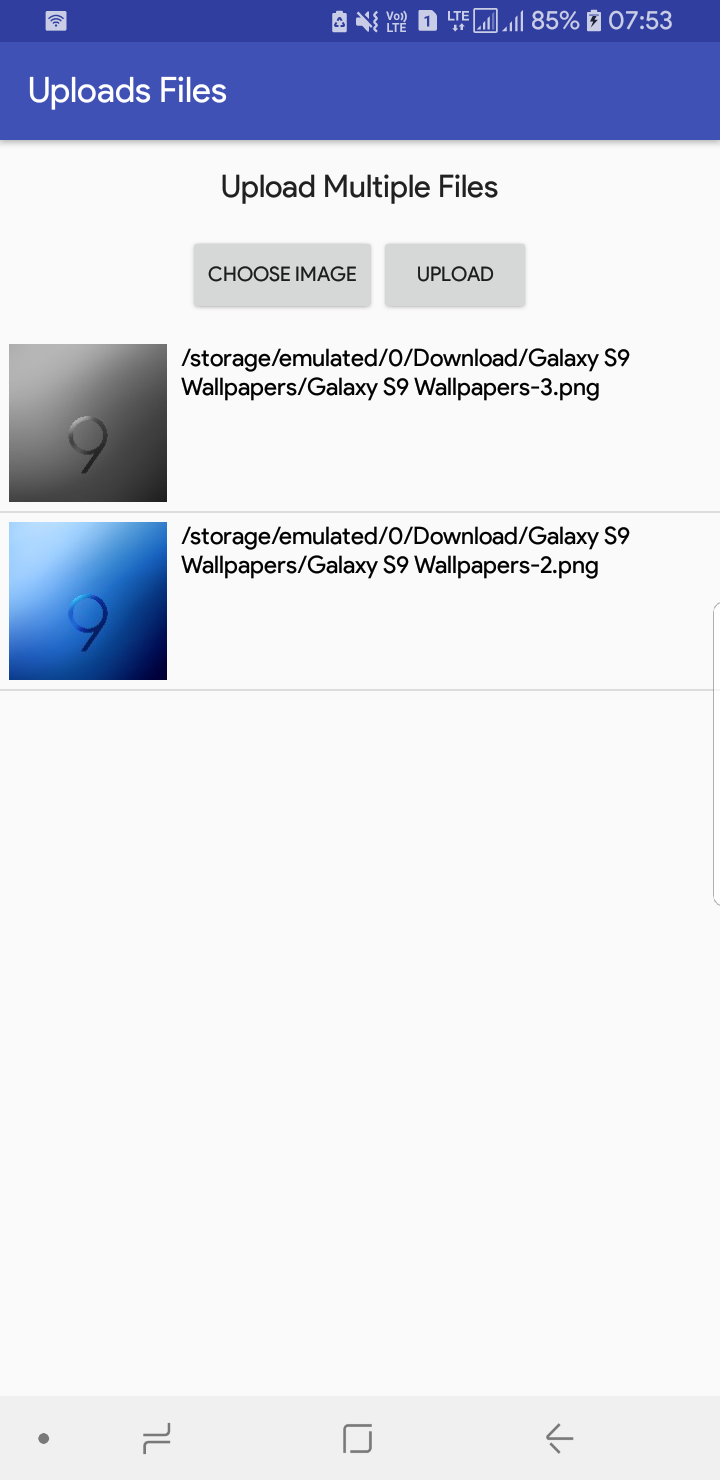 Vo))
LTE
1
LTE
85%
07:53
Uploads Files
Upload Multiple Files
CHOOSE IMAGE
UPLOAD
9
/storage/emulated/0/Download/Galaxy S9
Wallpapers/Galaxy S9 Wallpapers-3.png
9
/storage/emulated/0/Download/Galaxy S9
Wallpapers/Galaxy S9 Wallpapers-2.png